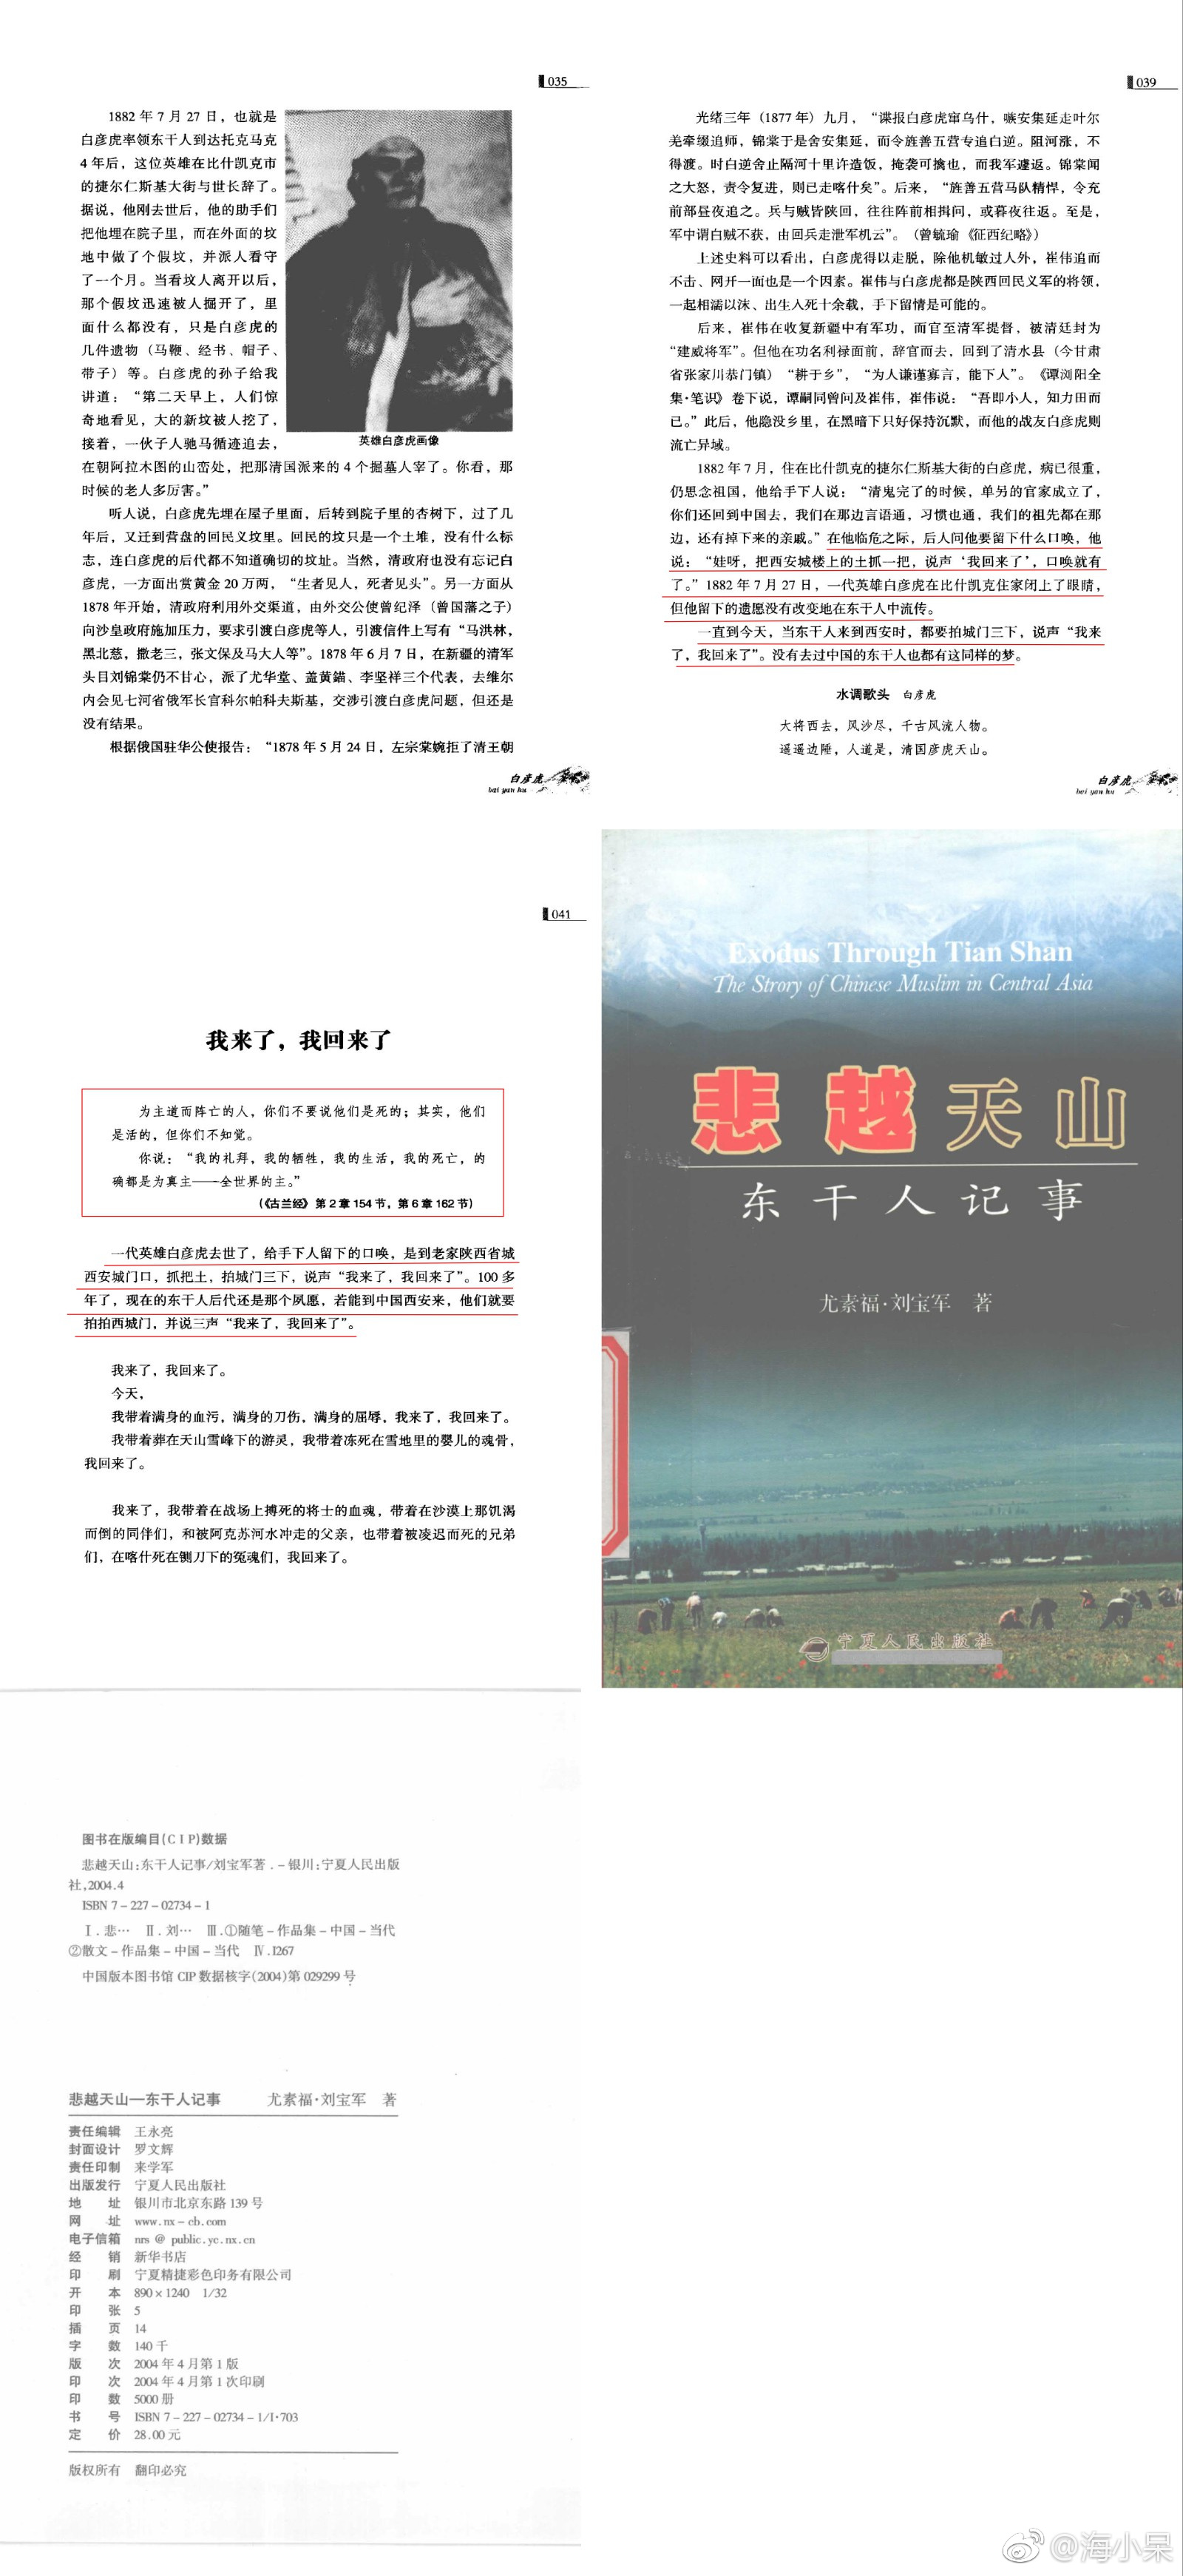 035
1882 年 7 月 27 日，也就是
白彦虎率领东干人到达托克马克
4 年后，这位英雄在比什凯克市
的捷尔仁斯基大街与世长辞了。
据说，他刚去世后，他的助手们
把他埋在院子里，而在外面的坟
地中做了个假坟，并派人看守
了一个月。当看坟人离开以后，
那个假坟迅速被人掘开了，里
面什么都没有，只是白彦虎的
几件遗物（马鞭、经书、帽子、
带子）等。白彦虎的孙子给我
讲道：“第二天早上，人们惊
奇地看见，大的新坟被人挖了，
接着，一伙子人驰马循迹追去，
英雄白彦虎画像
在朝阿拉木图的山峦处，把那清国派来的 4 个掘墓人宰了。你看，那
时候的老人多厉害。”
听人说，白彦虎先埋在屋子里面，后转到院子里的杏树下，过了几
年后，又迁到营盘的回民义坟里。回民的坟只是一个土堆，没有什么标
志，连白彦虎的后代都不知道确切的坟址。当然，清政府也没有忘记白
彦虎，一方面出赏黄金 20 万两，“生者见人，死者见头”。另一方面从
1878 年开始，清政府利用外交渠道，由外交公使曾纪泽（曾国藩之子）
向沙皇政府施加压力，要求引渡白彦虎等人，引渡信件上写有“马洪林，
黑北慈，撒老三，张文保及马大人等”。1878 年 6 月 7 日，在新疆的清军
头目刘锦棠仍不甘心，派了尤华堂、盖黄錨、李坚祥三个代表，去维尔
内会见七河省俄军长官科尔帕科夫斯基，交涉引渡白彦虎问题，但还是
没有结果。
根据俄国驻华公使报告：“1878 年 5 月 24 日，左宗棠婉拒了清王朝
白彦虎
bai yan hu
039
光绪三年（1877 年）九月，“谍报白彦虎窜乌什，嗾安集延走叶尔
羌牵缀追师，锦棠于是舍安集延，而令旌善五营专追白逆。阻河涨，不
得渡。时白逆舍止隔河十里许造饭，掩袭可擒也，而我军遽返。锦棠闻
之大怒，责令复进，则已走喀什矣”。后来，“旌善五营马队精悍，令充
前部昼夜追之。兵与贼皆陕回，往往阵前相揖问，或暮夜往返。至是，
军中谓白贼不获，由回兵走泄军机云”。（曾毓瑜《征西纪略》）
上述史料可以看出，白彦虎得以走脱，除他机敏过人外，崔伟追而
不击、网开一面也是一个因素。崔伟与白彦虎都是陕西回民义军的将领，
一起相濡以沫、出生入死十余载，手下留情是可能的。
后来，崔伟在收复新疆中有军功，而官至清军提督，被清廷封为
“建威将军”。但他在功名利禄面前，辞官而去，回到了清水县（今甘肃
省张家川恭门镇）“耕于乡”，“为人谦谨寡言，能下人”。《谭浏阳全
集·笔识》卷下说，谭嗣同曾问及崔伟，崔伟说：“吾即小人，知力田而
已。”此后，他隐没乡里，在黑暗下只好保持沉默，而他的战友白彦虎则
流亡异域。
1882 年 7 月，住在比什凯克的捷尔仁斯基大街的白彦虎，病已很重，
仍思念祖国，他给手下人说：“清鬼完了的时候，单另的官家成立了，
你们还回到中国去，我们在那边言语通，习惯也通，我们的祖先都在那
边，还有掉下来的亲戚。”在他临危之际，后人问他要留下什么口唤，他
说：“娃呀，把西安城楼上的土抓一把，说声‘我回来了’，口唤就有
了。”1882 年 7 月 27 日，一代英雄白彦虎在比什凯克住家闭上了眼睛，
但他留下的遗愿没有改变地在东干人中流传。
一直到今天，当东干人来到西安时，都要拍城门三下，说声“我来
了，我回来了”。没有去过中国的东干人也都有这同样的梦。
水调歌头　白彦虎
大将西去，风沙尽，千古风流人物。
遥遥边陲，人道是，清国彦虎天山。
白彦虎
bai yan hu
041
我来了，我回来了
为主道而阵亡的人，你们不要说他们是死的；其实，他们
是活的，但你们不知觉。
你说：“我的礼拜，我的牺牲，我的生活，我的死亡，的
确都是为真主——全世界的主。”
（《古兰经》第 2 章 154 节，第 6 章 162 节）
一代英雄白彦虎去世了，给手下人留下的口唤，是到老家陕西省城
西安城门口，抓把土，拍城门三下，说声“我来了，我回来了”。100 多
年了，现在的东干人后代还是那个夙愿，若能到中国西安来，他们就要
拍拍西城门，并说三声“我来了，我回来了”。
我来了，我回来了。
今天，
我带着满身的血污，满身的刀伤，满身的屈辱，我来了，我回来了。
我带着葬在天山雪峰下的游灵，我带着冻死在雪地里的婴儿的魂骨，
我回来了。
我来了，我带着在战场上搏死的将士的血魂，带着在沙漠上那饥渴
而倒的同伴们，和被阿克苏河水冲走的父亲，也带着被凌迟而死的兄弟
们，在喀什死在铡刀下的冤魂们，我回来了。
Exodus Through Tian Shan
The Strory of Chinese Muslim in Central Asia
悲越天山
东干人记事
尤素福·刘宝军　著
宁夏人民出版社
图书在版编目(CIP)数据
悲越天山:东干人记事/刘宝军著．－银川:宁夏人民出版
社,2004.4
ISBN 7－227－02734－1
Ⅰ．悲…　Ⅱ．刘…　Ⅲ.①随笔－作品集－中国－当代
②散文－作品集－中国－当代　Ⅳ.I267
中国版本图书馆 CIP 数据核字(2004)第 029299 号
悲越天山—东干人记事　尤素福·刘宝军　著
责任编辑　王永亮
封面设计　罗文辉
责任印制　来学军
出版发行　宁夏人民出版社
地　址　银川市北京东路 139 号
网　址　www.nx－cb.com
电子信箱　nrs @ public.yc.nx.cn
经　销　新华书店
印　刷　宁夏精捷彩色印务有限公司
开　本　890×1240　1/32
印　张　5
插　页　14
字　数　140 千
版　次　2004 年 4 月第 1 版
印　次　2004 年 4 月第 1 次印刷
印　数　5000 册
书　号　ISBN 7－227－02734－1/I·703
定　价　28.00 元
版权所有　翻印必究
@海小呆